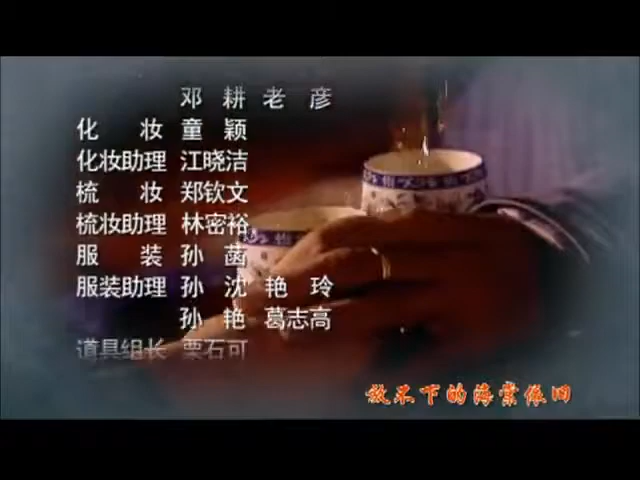 邓 耕 老 彦
化 妆 童 颖
化妆助理 江晓洁
梳 妆 郑钦文
梳妆助理 林密裕
服 装 孙 菡
服装助理 孙 沈 艳 玲
孙 艳 葛志高
道具组长 栗石可
放不下的海棠依旧